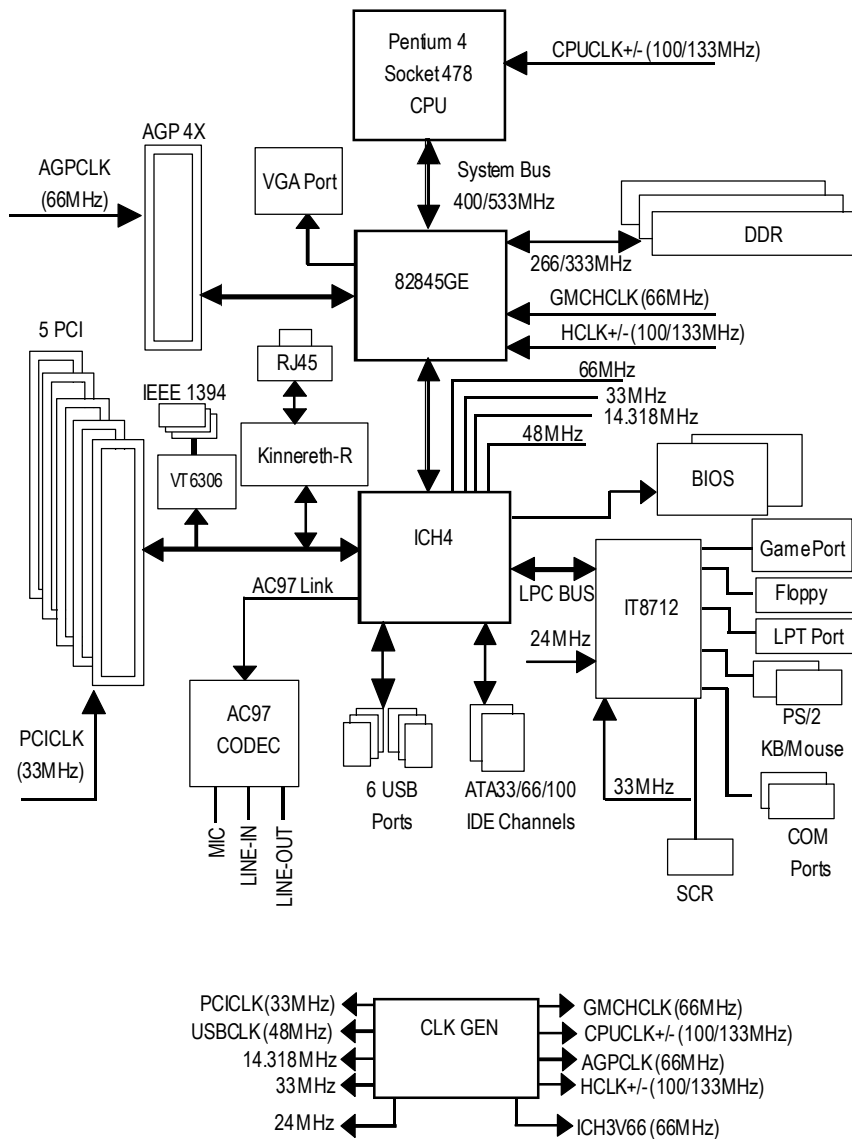 Pentium 4
Socket 478
CPU
CPUCLK+/- (100/133MHz)
AGP 4X
AGPCLK
(66MHz)
VGA Port
System Bus
400/533MHz
DDR
266/333MHz
82845GE
GMCHCLK (66MHz)
HCLK+/- (100/133MHz)
5 PCI
RJ45
66MHz
33MHz
14.318MHz
48MHz
IEEE 1394
Kinnereth-R
VT6306
BIOS
ICH4
GamePort
Floppy
LPT Port
PS/2
KB/Mouse
COM
Ports
LPC BUS
IT8712
24MHz
33MHz
SCR
AC97 Link
AC97
CODEC
MIC
LINE-IN
LINE-OUT
6 USB
Ports
ATA33/66/100
IDE Channels
PCICLK
(33MHz)
CLK GEN
PCICLK (33MHz)
USBCLK (48MHz)
14.318MHz
33MHz
24MHz
GMCHCLK (66MHz)
CPUCLK+/- (100/133MHz)
AGPCLK (66MHz)
HCLK+/- (100/133MHz)
ICH3V66 (66MHz)